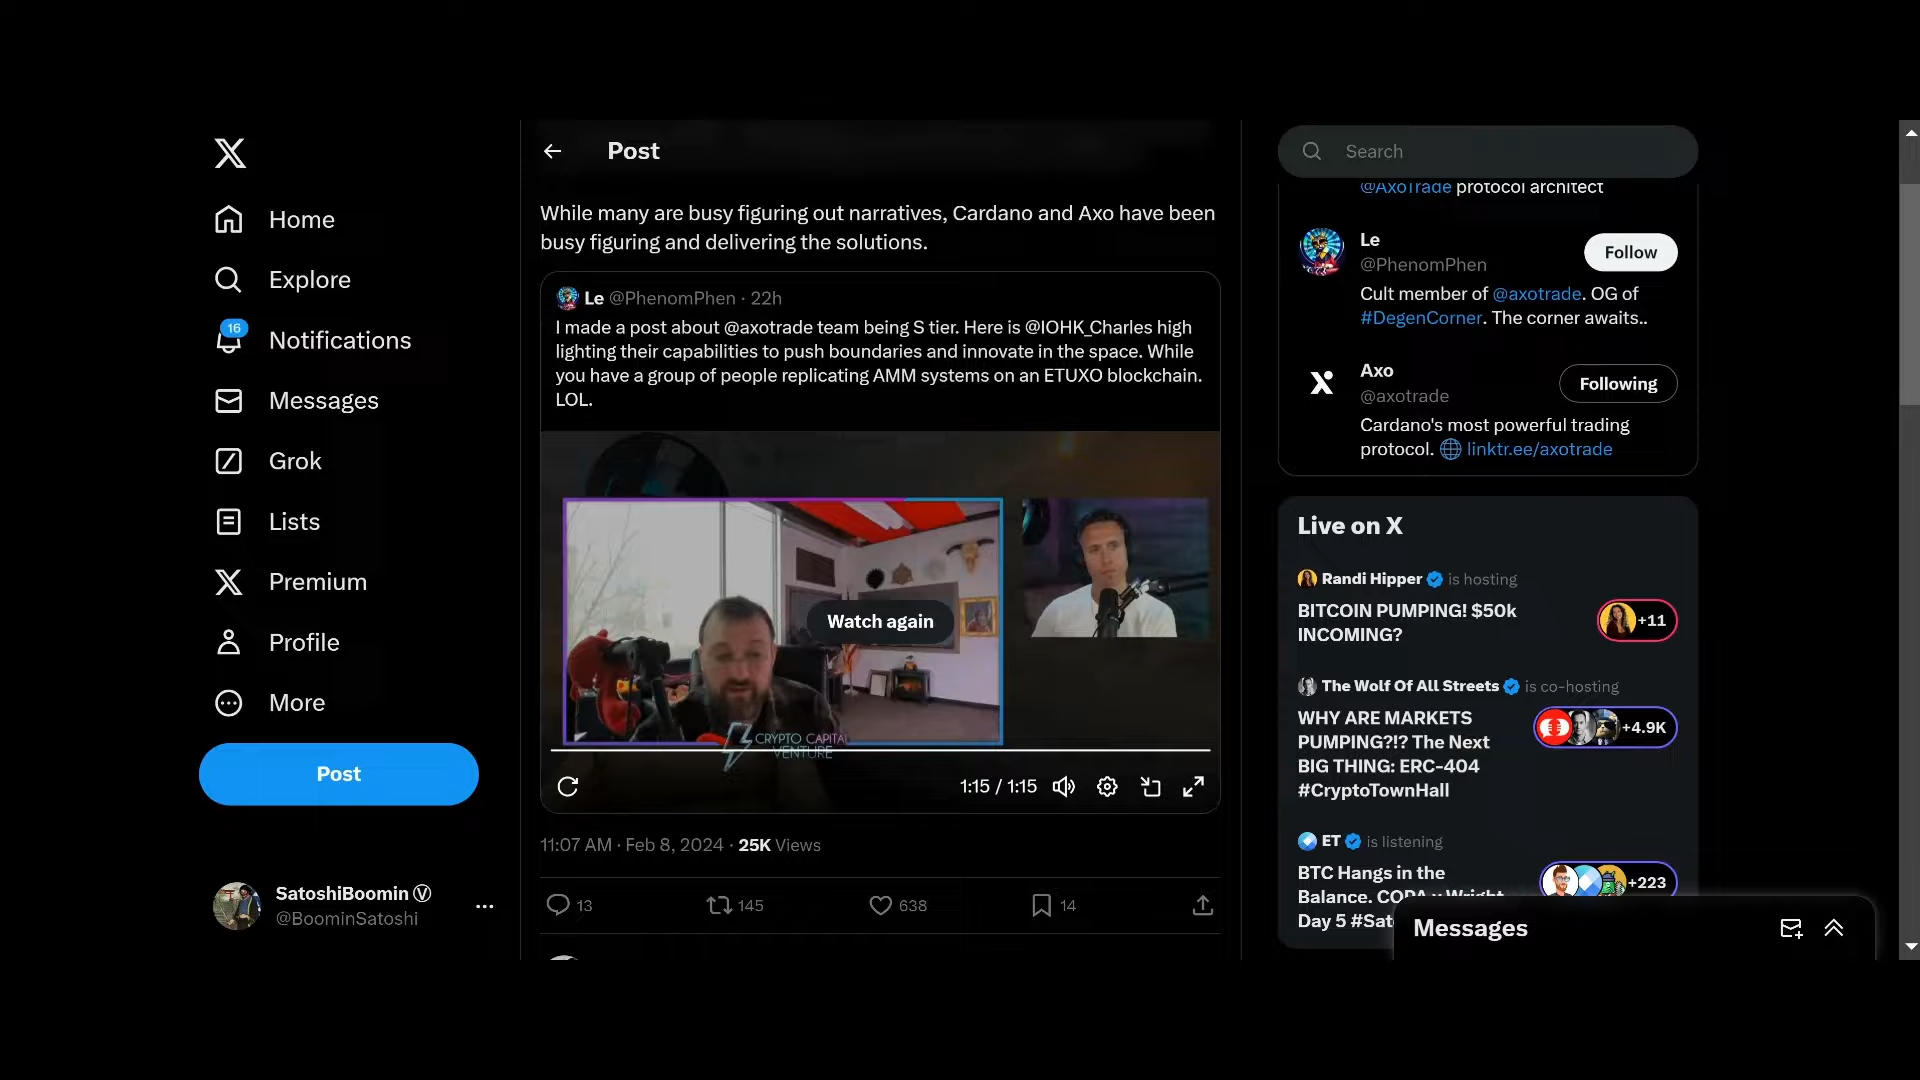 Home
Explore
16
Notifications
Messages
Grok
Lists
Premium
Profile
More
Post
SatoshiBoomin Ⓥ
@BoominSatoshi
Post
While many are busy figuring out narratives, Cardano and Axo have been
busy figuring and delivering the solutions.
Le @PhenomPhen · 22h
I made a post about @axotrade team being S tier. Here is @IOHK_Charles high
lighting their capabilities to push boundaries and innovate in the space. While
you have a group of people replicating AMM systems on an ETUXO blockchain.
LOL.
Watch again
CRYPTO CAPITAL
VENTURE
1:15 / 1:15
11:07 AM · Feb 8, 2024 · 25K Views
13
145
638
14
Search
@AxoTrade protocol architect
Le
@PhenomPhen
Follow
Cult member of @axotrade. OG of
#DegenCorner. The corner awaits..
Axo
@axotrade
Following
Cardano's most powerful trading
protocol. 🌐 linktr.ee/axotrade
Live on X
Randi Hipper is hosting
BITCOIN PUMPING! $50k
INCOMING?
+11
The Wolf Of All Streets is co-hosting
WHY ARE MARKETS
PUMPING?!? The Next
BIG THING: ERC-404
#CryptoTownHall
+4.9K
ET is listening
BTC Hangs in the
Balance. COPA v Wright
Day 5 #Sat
+223
Messages